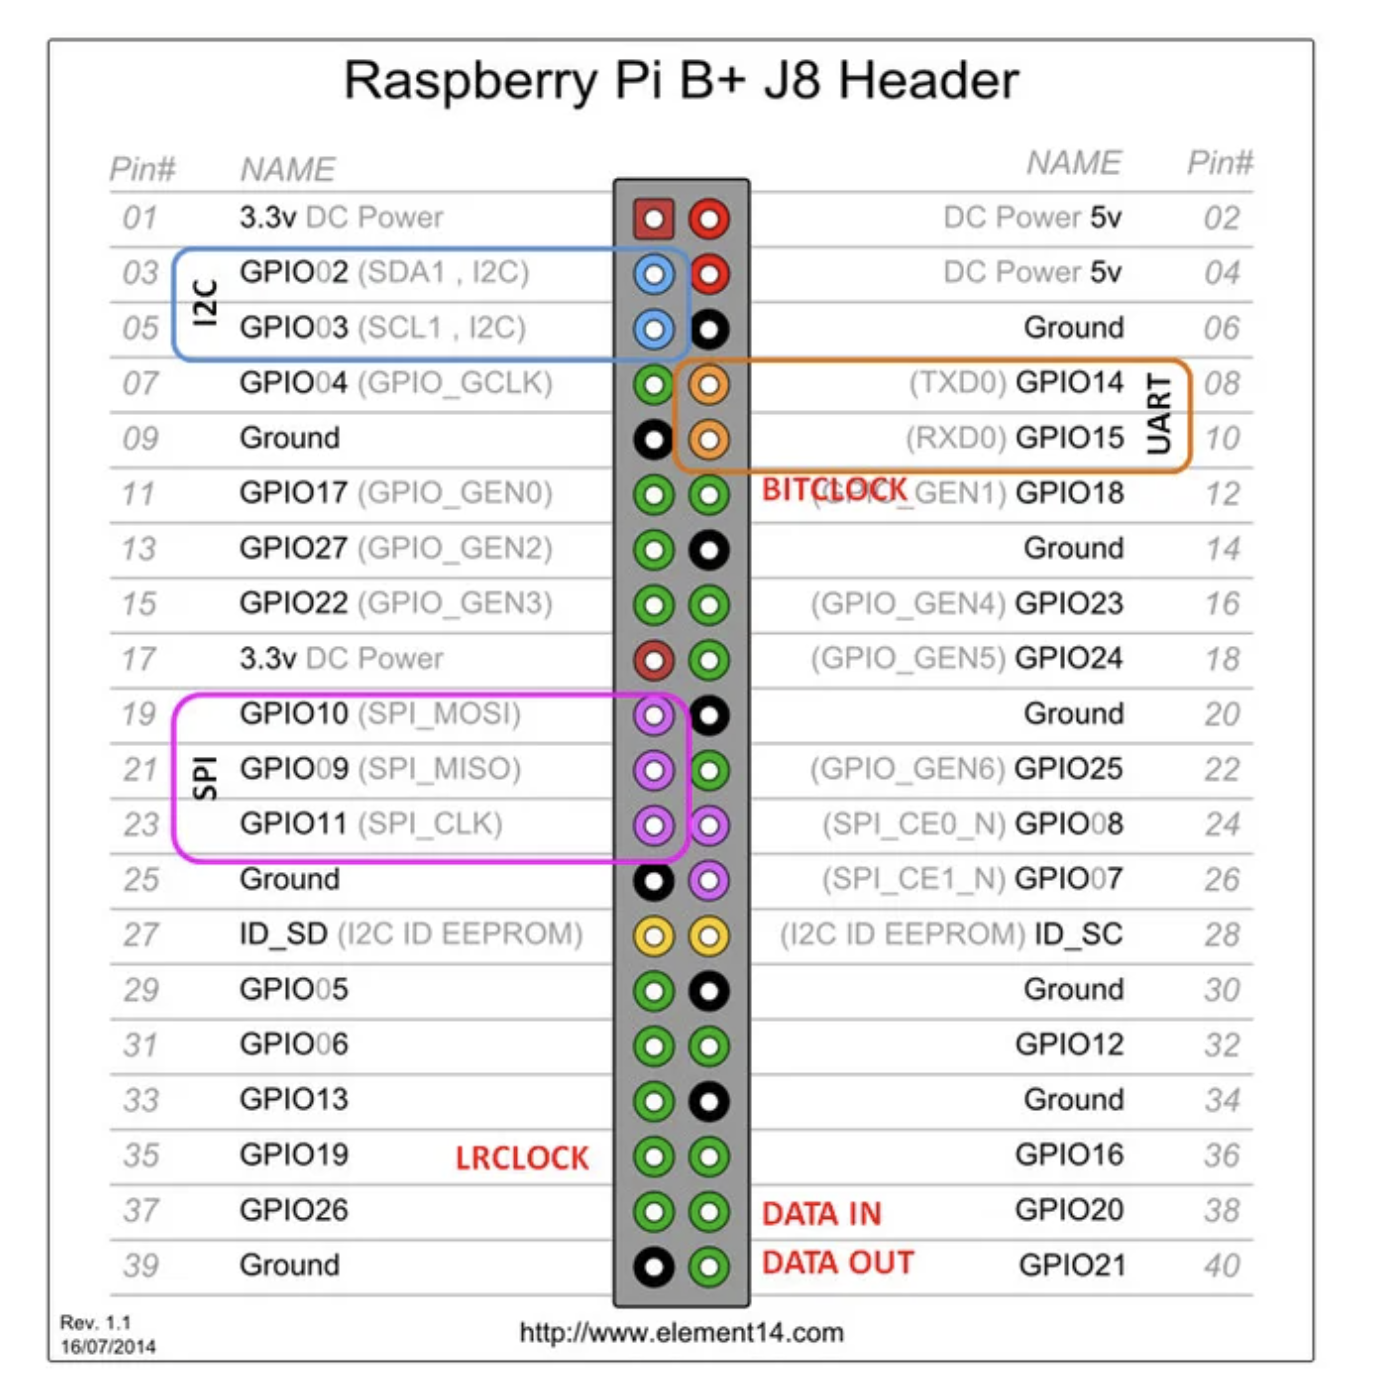 Raspberry Pi B+ J8 Header
Pin# NAME NAME Pin#
01 3.3v DC Power DC Power 5v 02
03 GPIO02 (SDA1 , I2C) DC Power 5v 04
I2C
05 GPIO03 (SCL1 , I2C) Ground 06
07 GPIO04 (GPIO_GCLK) (TXD0) GPIO14 08
UART
09 Ground (RXD0) GPIO15 10
11 GPIO17 (GPIO_GEN0) BITCLOCK (GPIO_GEN1) GPIO18 12
13 GPIO27 (GPIO_GEN2) Ground 14
15 GPIO22 (GPIO_GEN3) (GPIO_GEN4) GPIO23 16
17 3.3v DC Power (GPIO_GEN5) GPIO24 18
19 GPIO10 (SPI_MOSI) Ground 20
SPI
21 GPIO09 (SPI_MISO) (GPIO_GEN6) GPIO25 22
23 GPIO11 (SPI_CLK) (SPI_CE0_N) GPIO08 24
25 Ground (SPI_CE1_N) GPIO07 26
27 ID_SD (I2C ID EEPROM) (I2C ID EEPROM) ID_SC 28
29 GPIO05 Ground 30
31 GPIO06 GPIO12 32
33 GPIO13 Ground 34
35 GPIO19 LRCLOCK GPIO16 36
37 GPIO26 DATA IN GPIO20 38
39 Ground DATA OUT GPIO21 40
Rev. 1.1
16/07/2014
http://www.element14.com